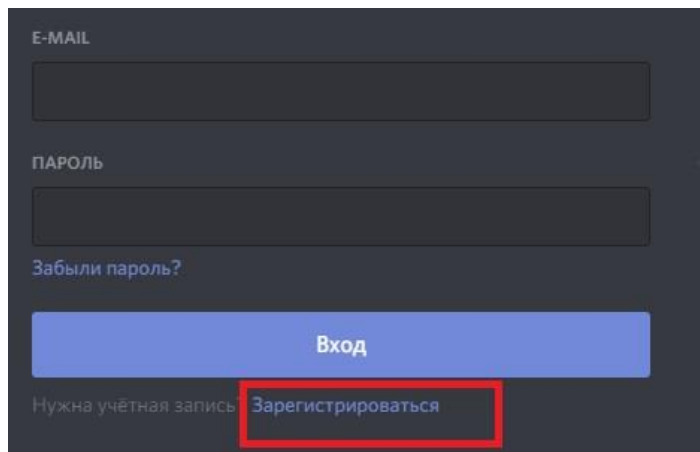 E-MAIL
ПАРОЛЬ
Забыли пароль?
Вход
Нужна учётная запись? Зарегистрироваться